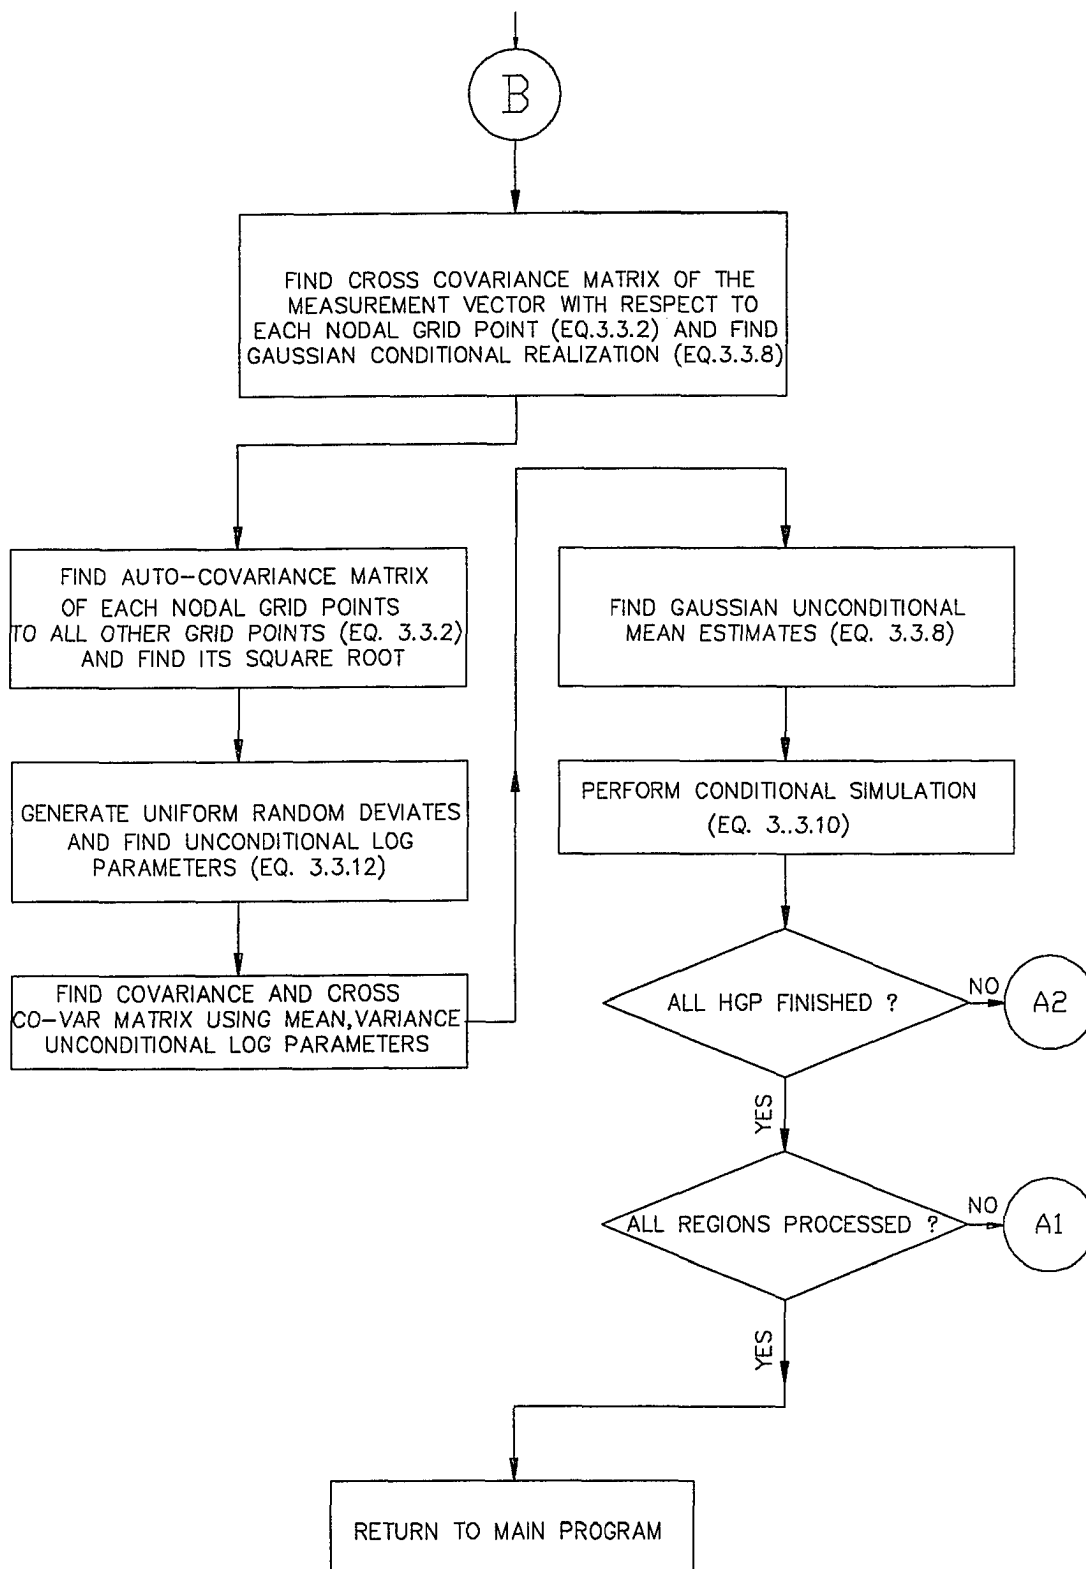 B
FIND CROSS COVARIANCE MATRIX OF THE
MEASUREMENT VECTOR WITH RESPECT TO
EACH NODAL GRID POINT (EQ.3.3.2) AND FIND
GAUSSIAN CONDITIONAL REALIZATION (EQ.3.3.8)
FIND AUTO-COVARIANCE MATRIX
OF EACH NODAL GRID POINTS
TO ALL OTHER GRID POINTS (EQ. 3.3.2)
AND FIND ITS SQUARE ROOT
GENERATE UNIFORM RANDOM DEVIATES
AND FIND UNCONDITIONAL LOG
PARAMETERS (EQ. 3.3.12)
FIND COVARIANCE AND CROSS
CO-VAR MATRIX USING MEAN,VARIANCE
UNCONDITIONAL LOG PARAMETERS
FIND GAUSSIAN UNCONDITIONAL
MEAN ESTIMATES (EQ. 3.3.8)
PERFORM CONDITIONAL SIMULATION
(EQ. 3..3.10)
ALL HGP FINISHED ?
NO
A2
YES
ALL REGIONS PROCESSED ?
NO
A1
YES
RETURN TO MAIN PROGRAM